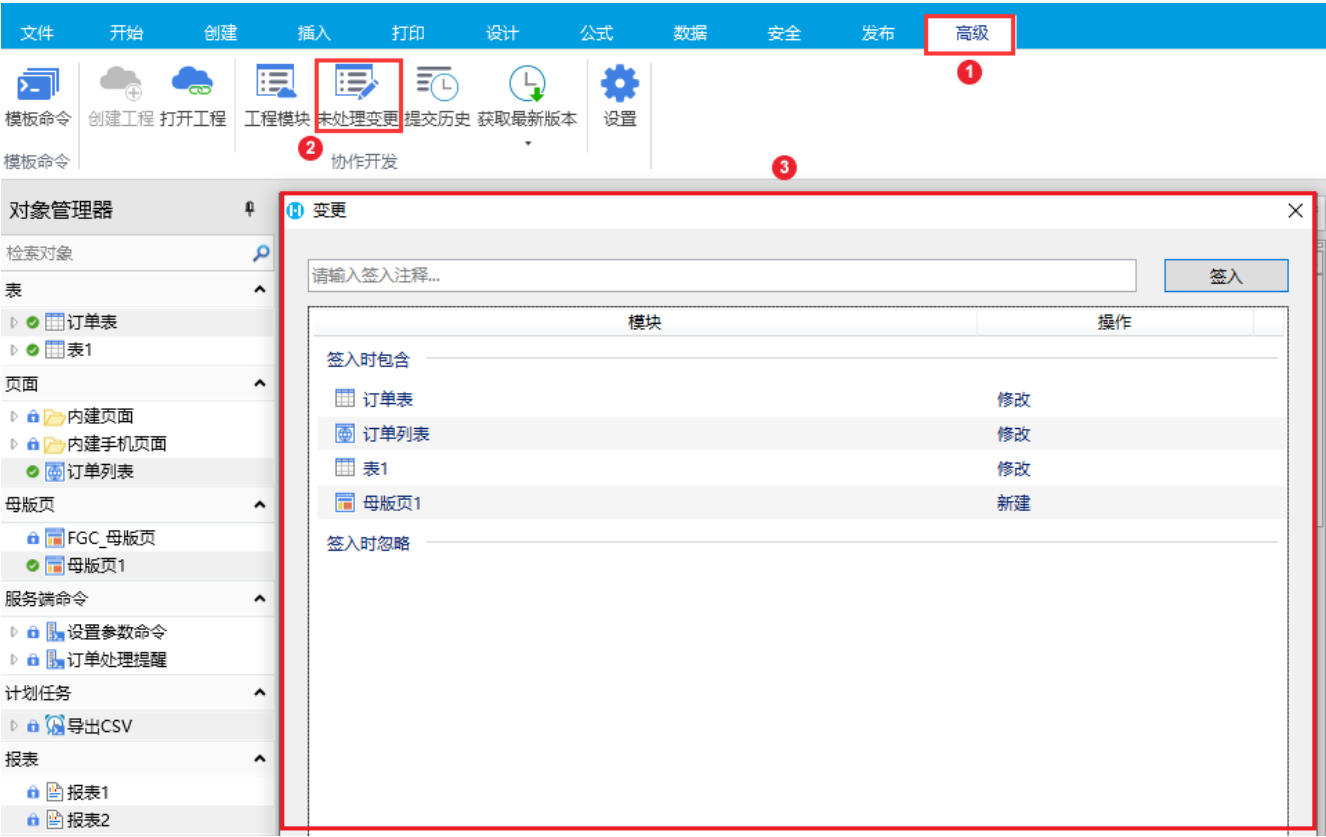 文件 开始 创建 插入 打印 设计 公式 数据 安全 发布 高级
1
模板命令 创建工程 打开工程 工程模块 未处理变更 提交历史 获取最新版本 设置
2
模板命令 协作开发
3
对象管理器
变更
检索对象
请输入签入注释... 签入
表
模块 操作
订单表
表1
签入时包含
页面
订单表 修改
内建页面
订单列表 修改
内建手机页面
表1 修改
订单列表
母版页1 新建
母版页
签入时忽略
FGC_母版页
母版页1
服务端命令
设置参数命令
订单处理提醒
计划任务
导出CSV
报表
报表1
报表2